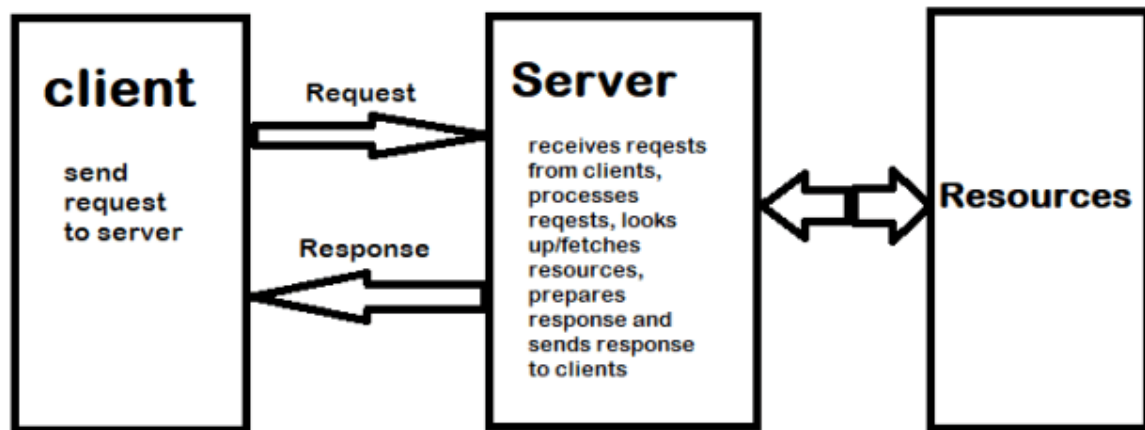 client
send
request
to server
Request
Response
Server
receives reqests
from clients,
processes
reqests, looks
up/fetches
resources,
prepares
response and
sends response
to clients
Resources